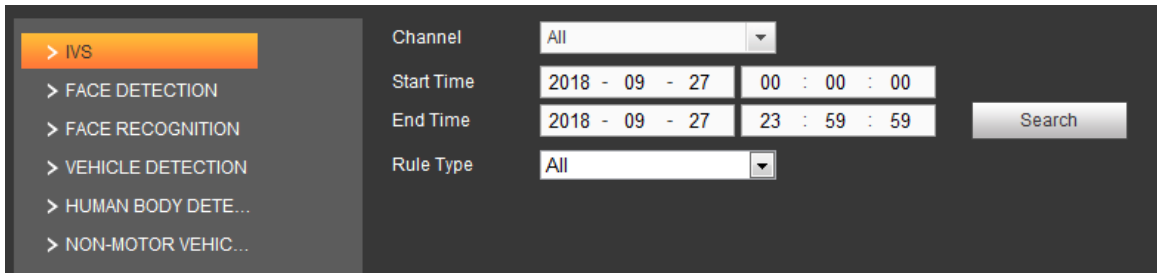 > IVS
> FACE DETECTION
> FACE RECOGNITION
> VEHICLE DETECTION
> HUMAN BODY DETE...
> NON-MOTOR VEHIC...
Channel All
Start Time 2018 - 09 - 27 00 : 00 : 00
End Time 2018 - 09 - 27 23 : 59 : 59 Search
Rule Type All